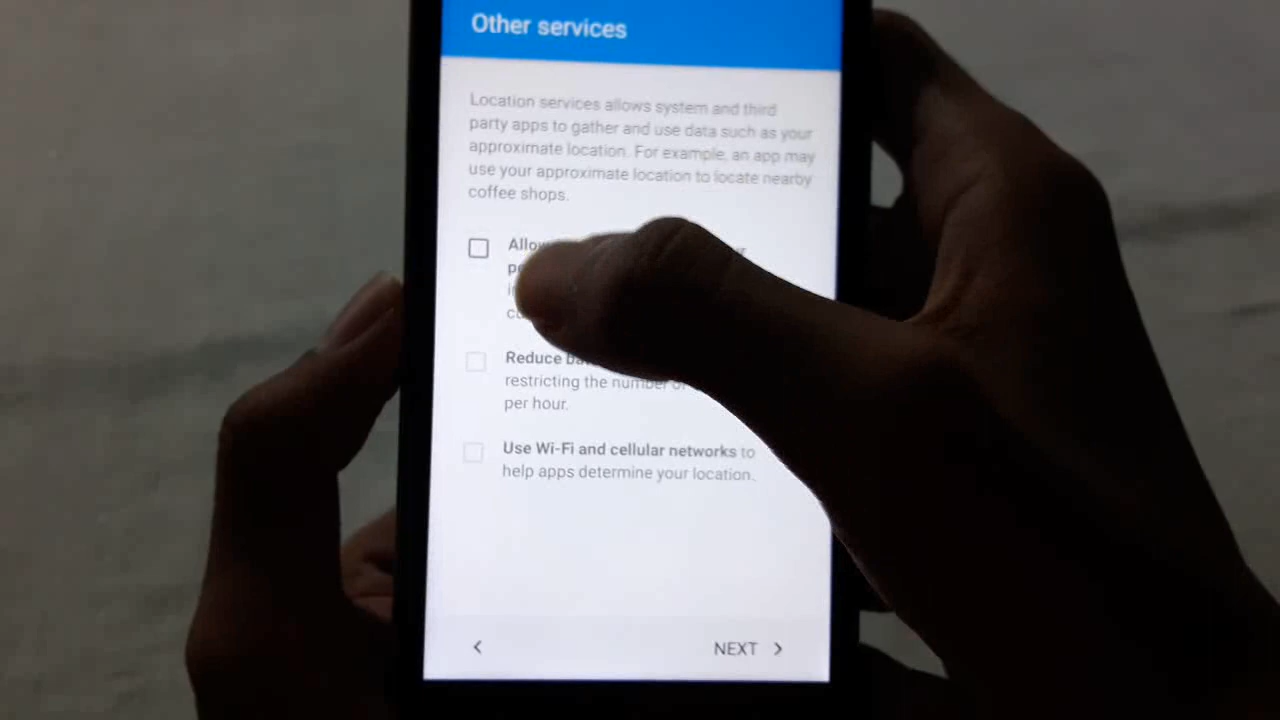 Other services
Location services allows system and third
party apps to gather and use data such as your
approximate location. For example, an app may
use your approximate location to locate nearby
coffee shops.
Reduce
restricting the number
per hour.
Use Wi-Fi and cellular networks to
help apps determine your location.
NEXT